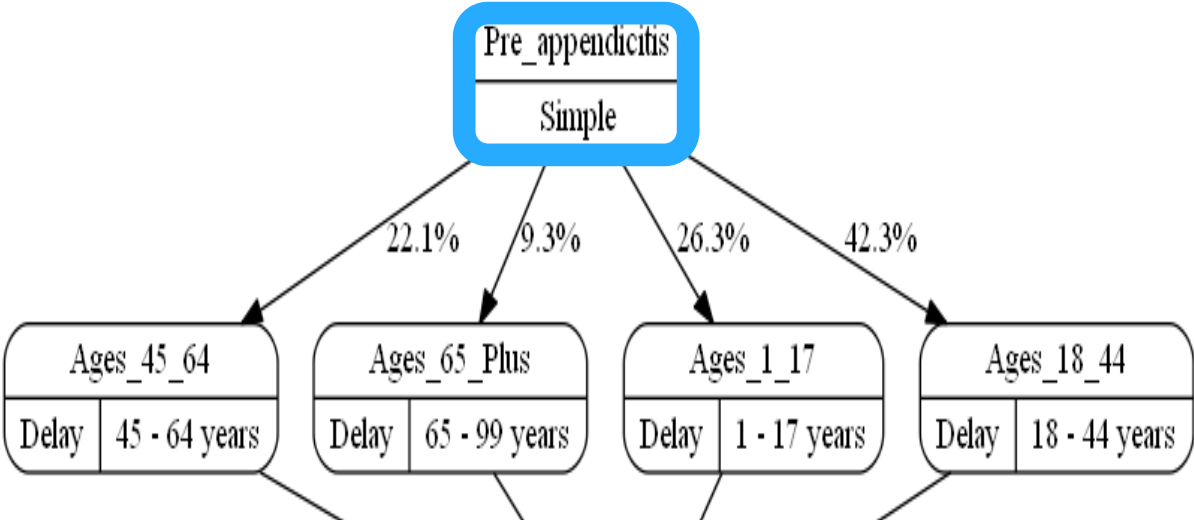 Pre_appendicitis
Simple
22.1% 9.3% 26.3% 42.3%
Ages_45_64 Ages_65_Plus Ages_1_17 Ages_18_44
Delay 45 - 64 years Delay 65 - 99 years Delay 1 - 17 years Delay 18 - 44 years